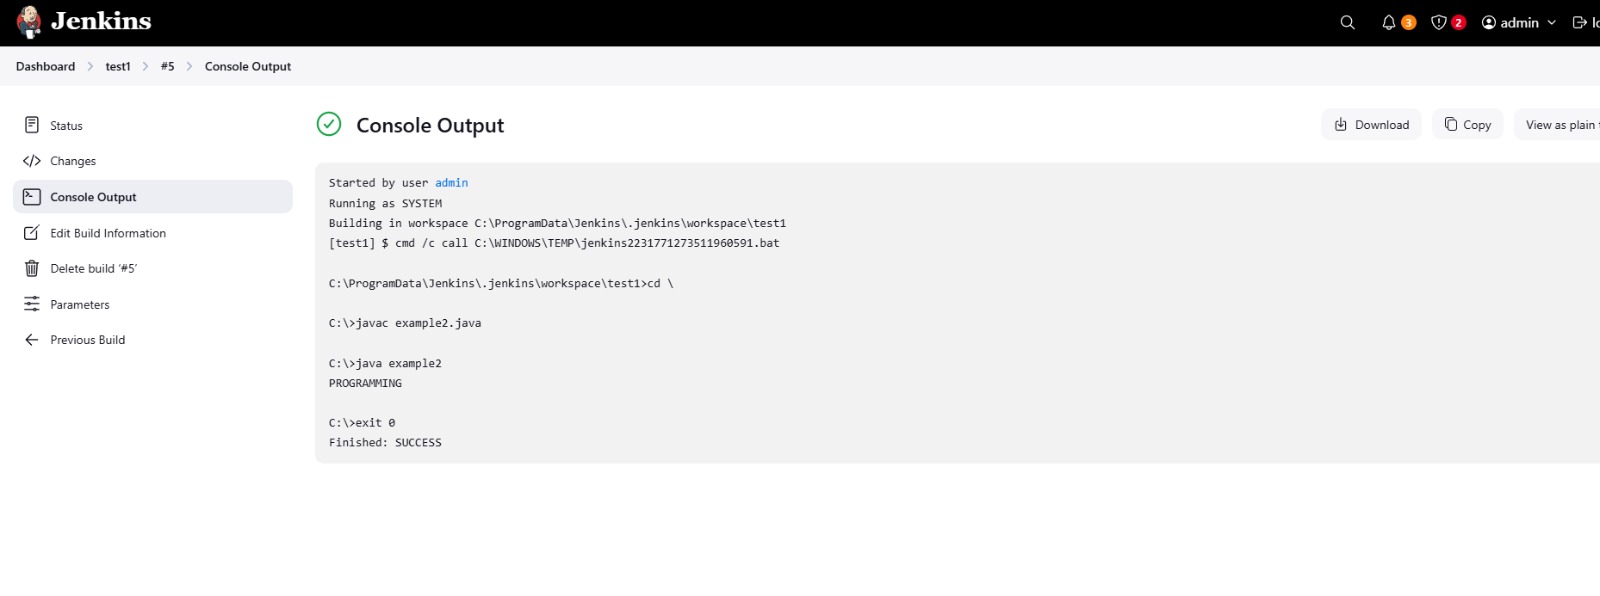 Jenkins
3
2
admin
Dashboard > test1 > #5 > Console Output
Status
Changes
Console Output
Edit Build Information
Delete build ‘#5’
Parameters
Previous Build
Console Output
Download
Copy
View as plain
Started by user admin
Running as SYSTEM
Building in workspace C:\ProgramData\Jenkins\.jenkins\workspace\test1
[test1] $ cmd /c call C:\WINDOWS\TEMP\jenkins2231771273511960591.bat
C:\ProgramData\Jenkins\.jenkins\workspace\test1>cd \
C:\>javac example2.java
C:\>java example2
PROGRAMMING
C:\>exit 0
Finished: SUCCESS